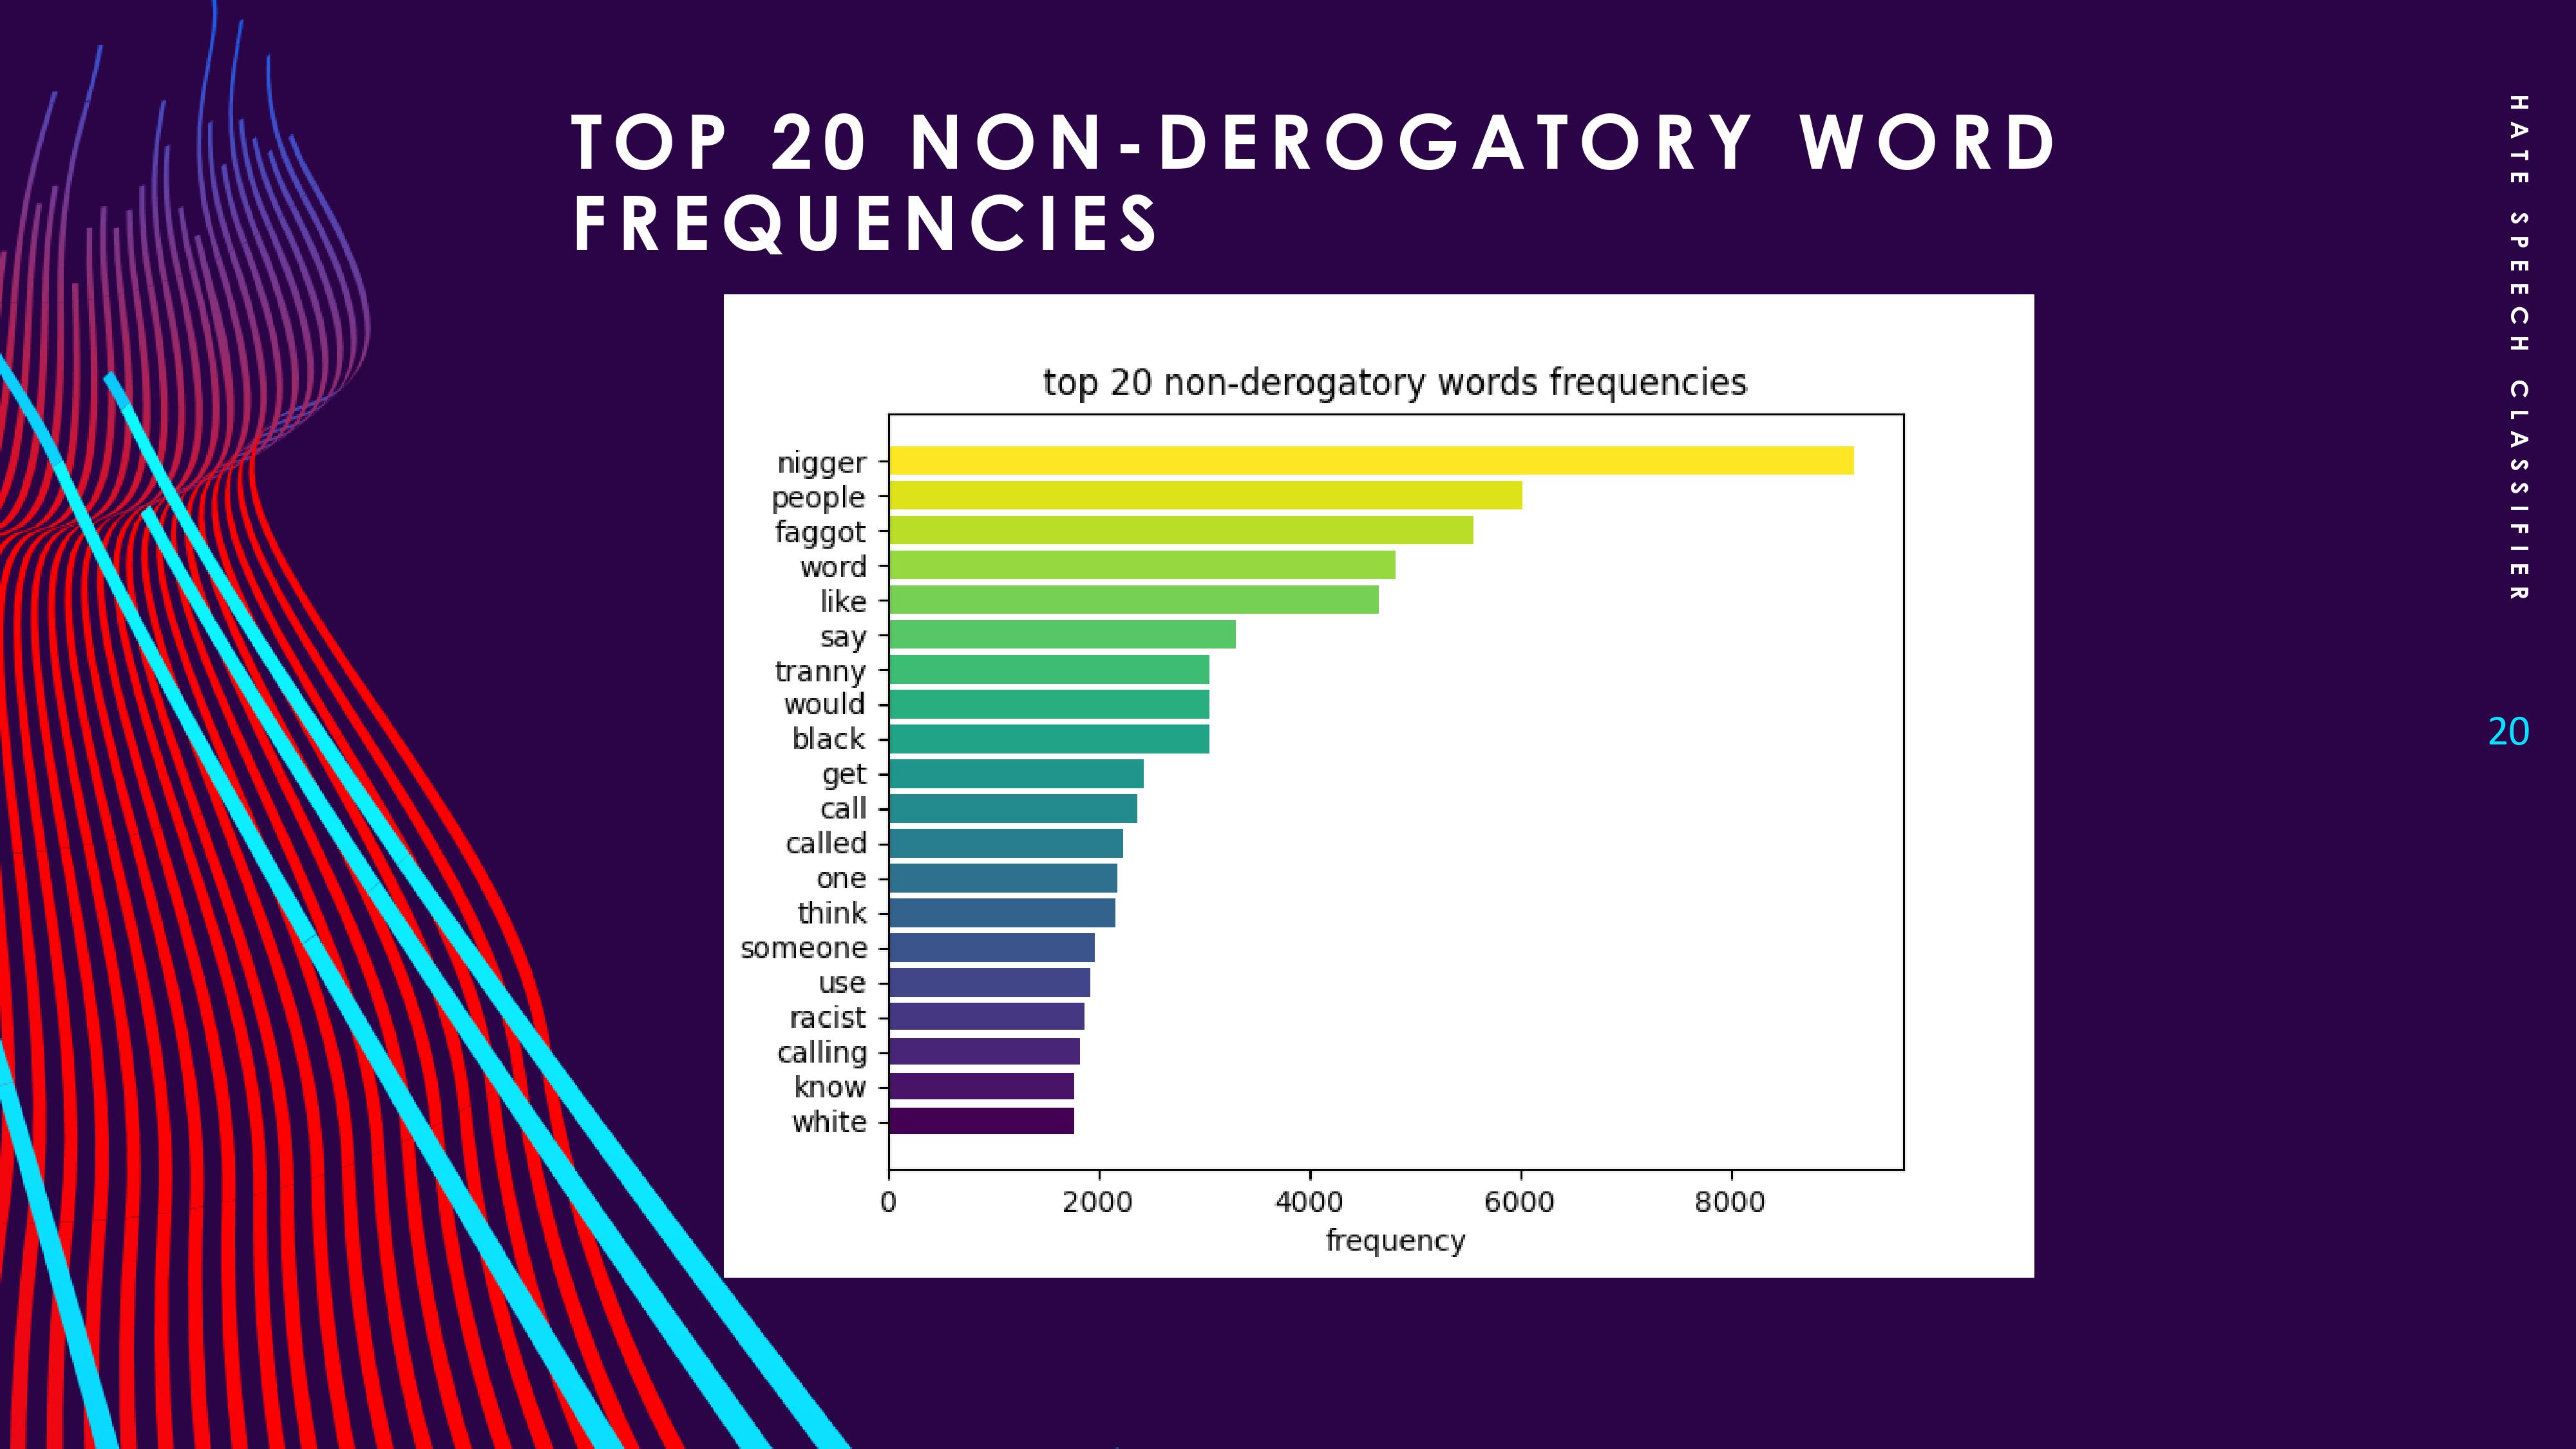 TOP 20 NON-DEROGATORY WORD
FREQUENCIES
top 20 non-derogatory words frequencies
nigger
people
faggot
word
like
say
tranny
would
black
get
call
called
one
think
someone
use
racist
calling
know
white
0 2000 4000 6000 8000
frequency
HATE SPEECH CLASSIFIER
20